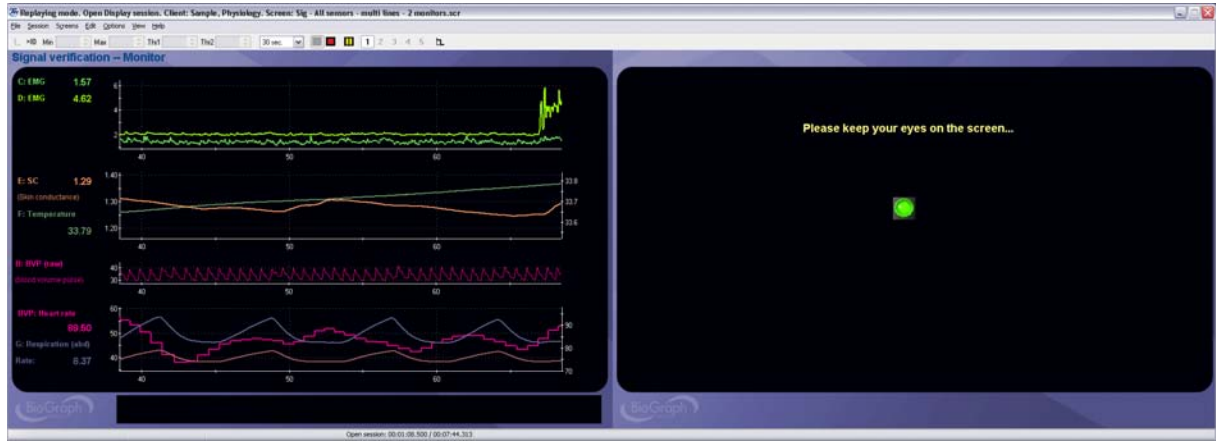 Replaying mode. Open Display session. Client: Sample, Physiology. Screen: Sig - All sensors - multi lines - 2 monitors.scr
File Session Screens Edit Options View Help
Min Max Thr1 Thr2 30 sec. 1 2 3 4 5
Signal verification -- Monitor
C: EMG 1.57
D: EMG 4.62
6
4
2
40 50 60
E: SC 1.29
(Skin conductance)
F: Temperature
33.79
1.40
1.30
1.20
33.8
33.7
33.6
40 50 60
B: BVP (raw)
(blood volume pulse)
40
30
40 50 60
BVP: Heart rate
G: Respiration (abd)
Rate: 8.37
60
50
40
90
80
70
40 50 60
Please keep your eyes on the screen...
BioGraph
BioGraph
Open session: 00:01:08.500 / 00:07:44.313